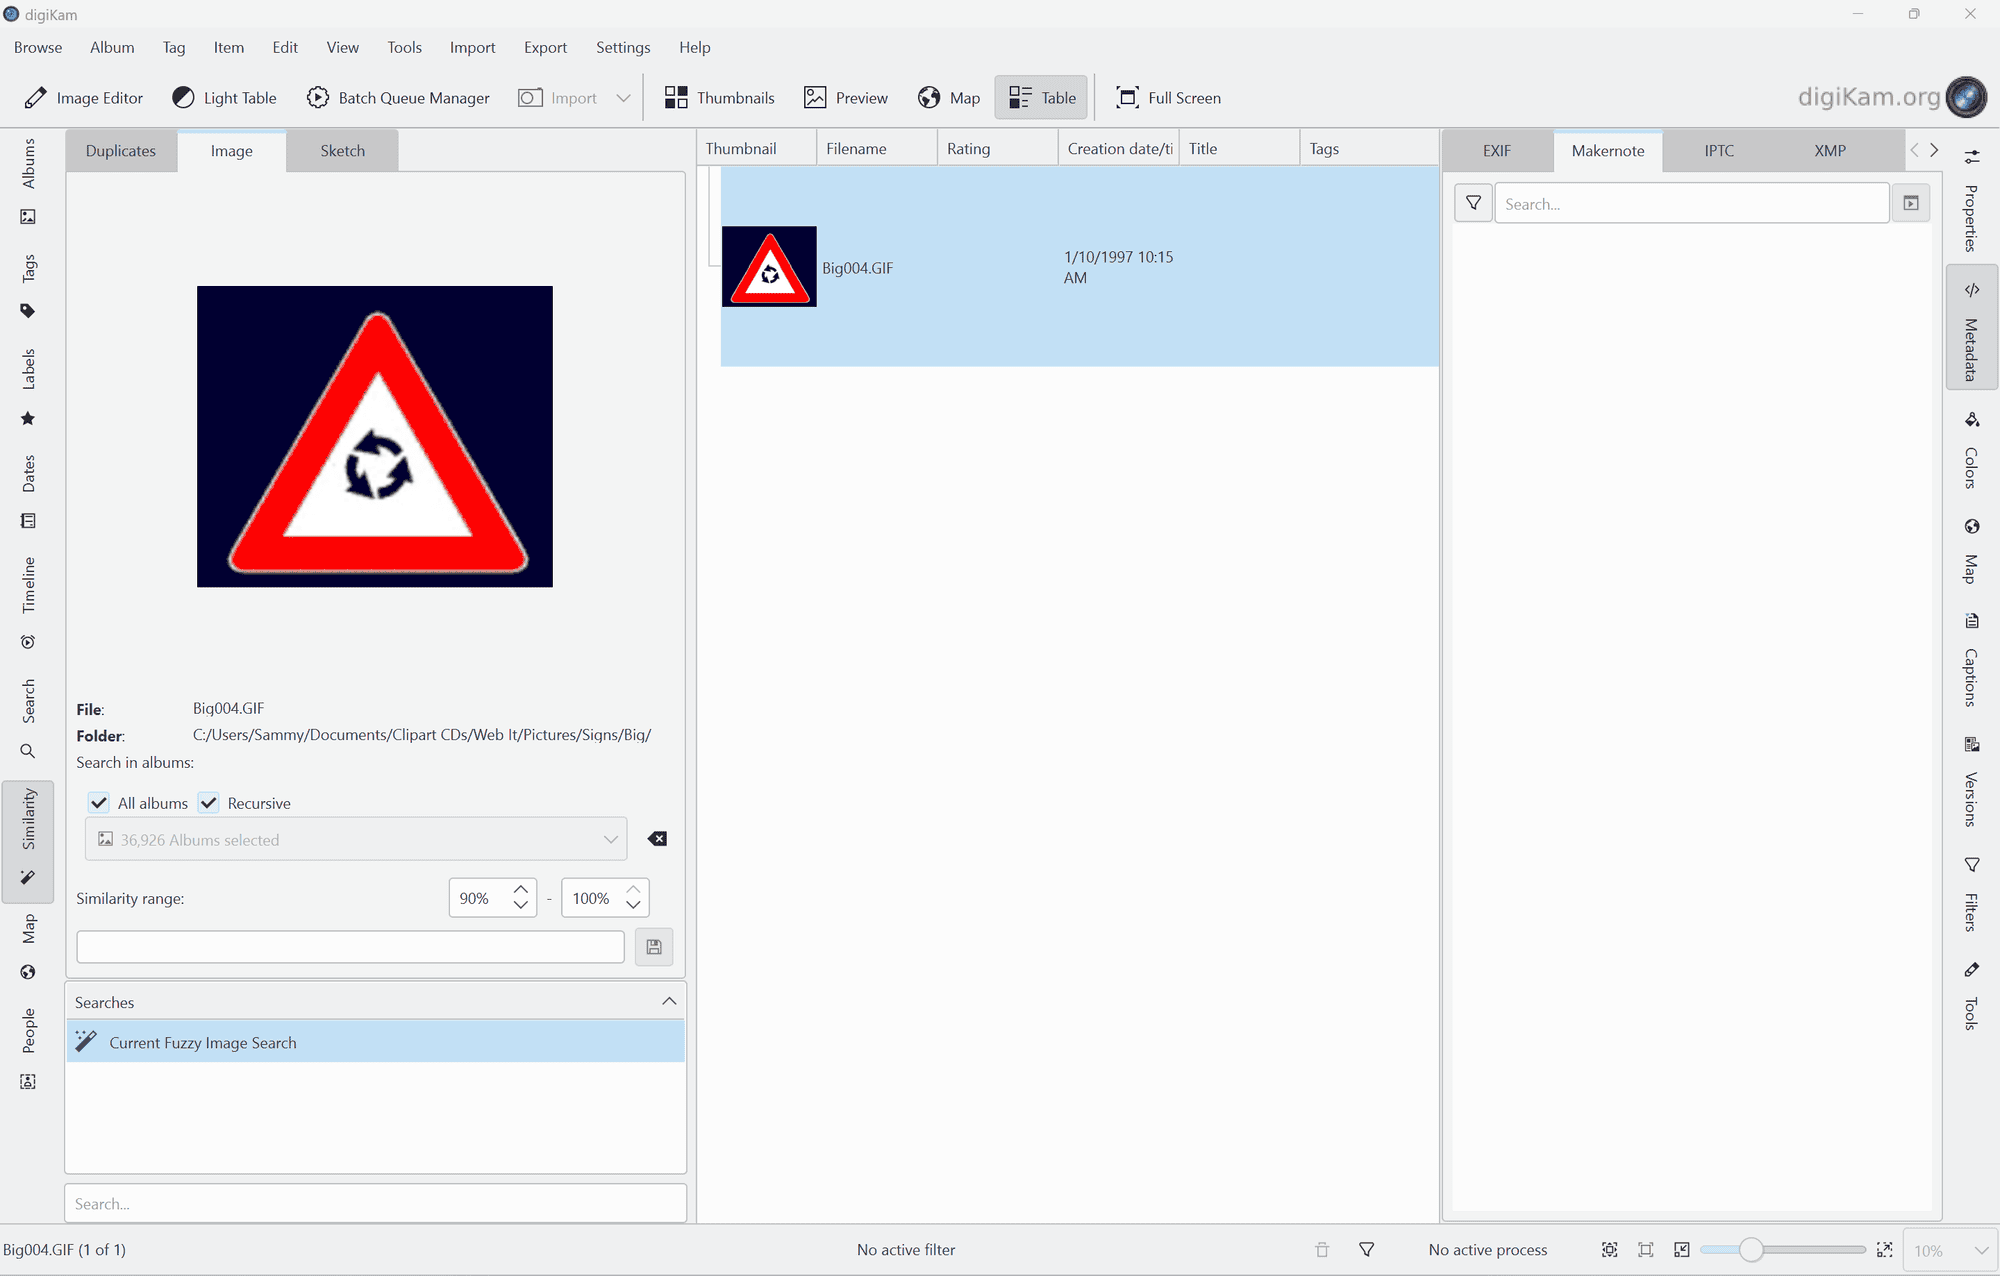 digiKam
Browse Album Tag Item Edit View Tools Import Export Settings Help
Image Editor Light Table Batch Queue Manager Import Thumbnails Preview Map Table Full Screen digiKam.org
Albums
Tags
Labels
Dates
Timeline
Search
Similarity
Map
People
Duplicates Image Sketch
File: Big004.GIF
Folder: C:/Users/Sammy/Documents/Clipart CDs/Web It/Pictures/Signs/Big/
Search in albums:
All albums Recursive
36,926 Albums selected
Similarity range: 90% - 100%
Searches
Current Fuzzy Image Search
Search...
Thumbnail Filename Rating Creation date/ti Title Tags
Big004.GIF 1/10/1997 10:15
AM
EXIF Makernote IPTC XMP
Search...
Properties
Metadata
Colors
Map
Captions
Versions
Filters
Tools
Big004.GIF (1 of 1) No active filter No active process 10%